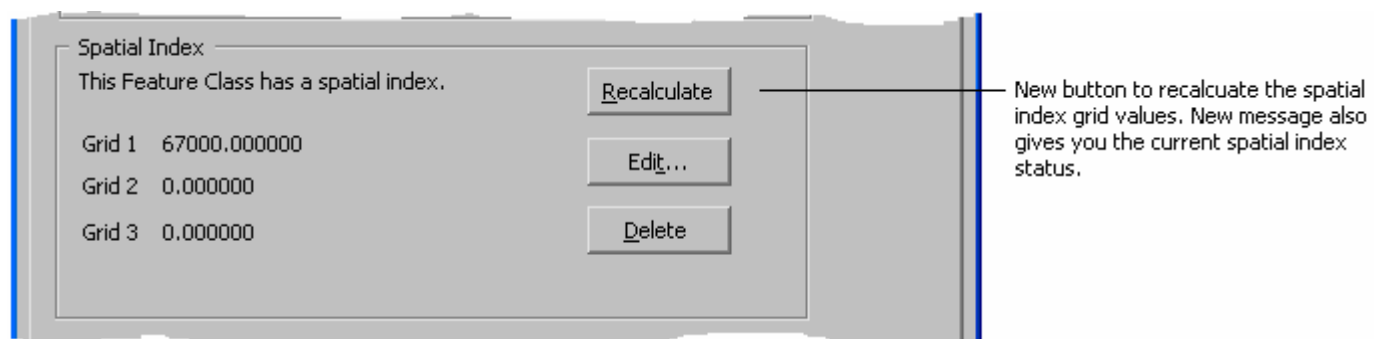 Spatial Index
This Feature Class has a spatial index.
Recalculate
Grid 1 67000.000000
Edit...
Grid 2 0.000000
Grid 3 0.000000
Delete
New button to recalcuate the spatial
index grid values. New message also
gives you the current spatial index
status.